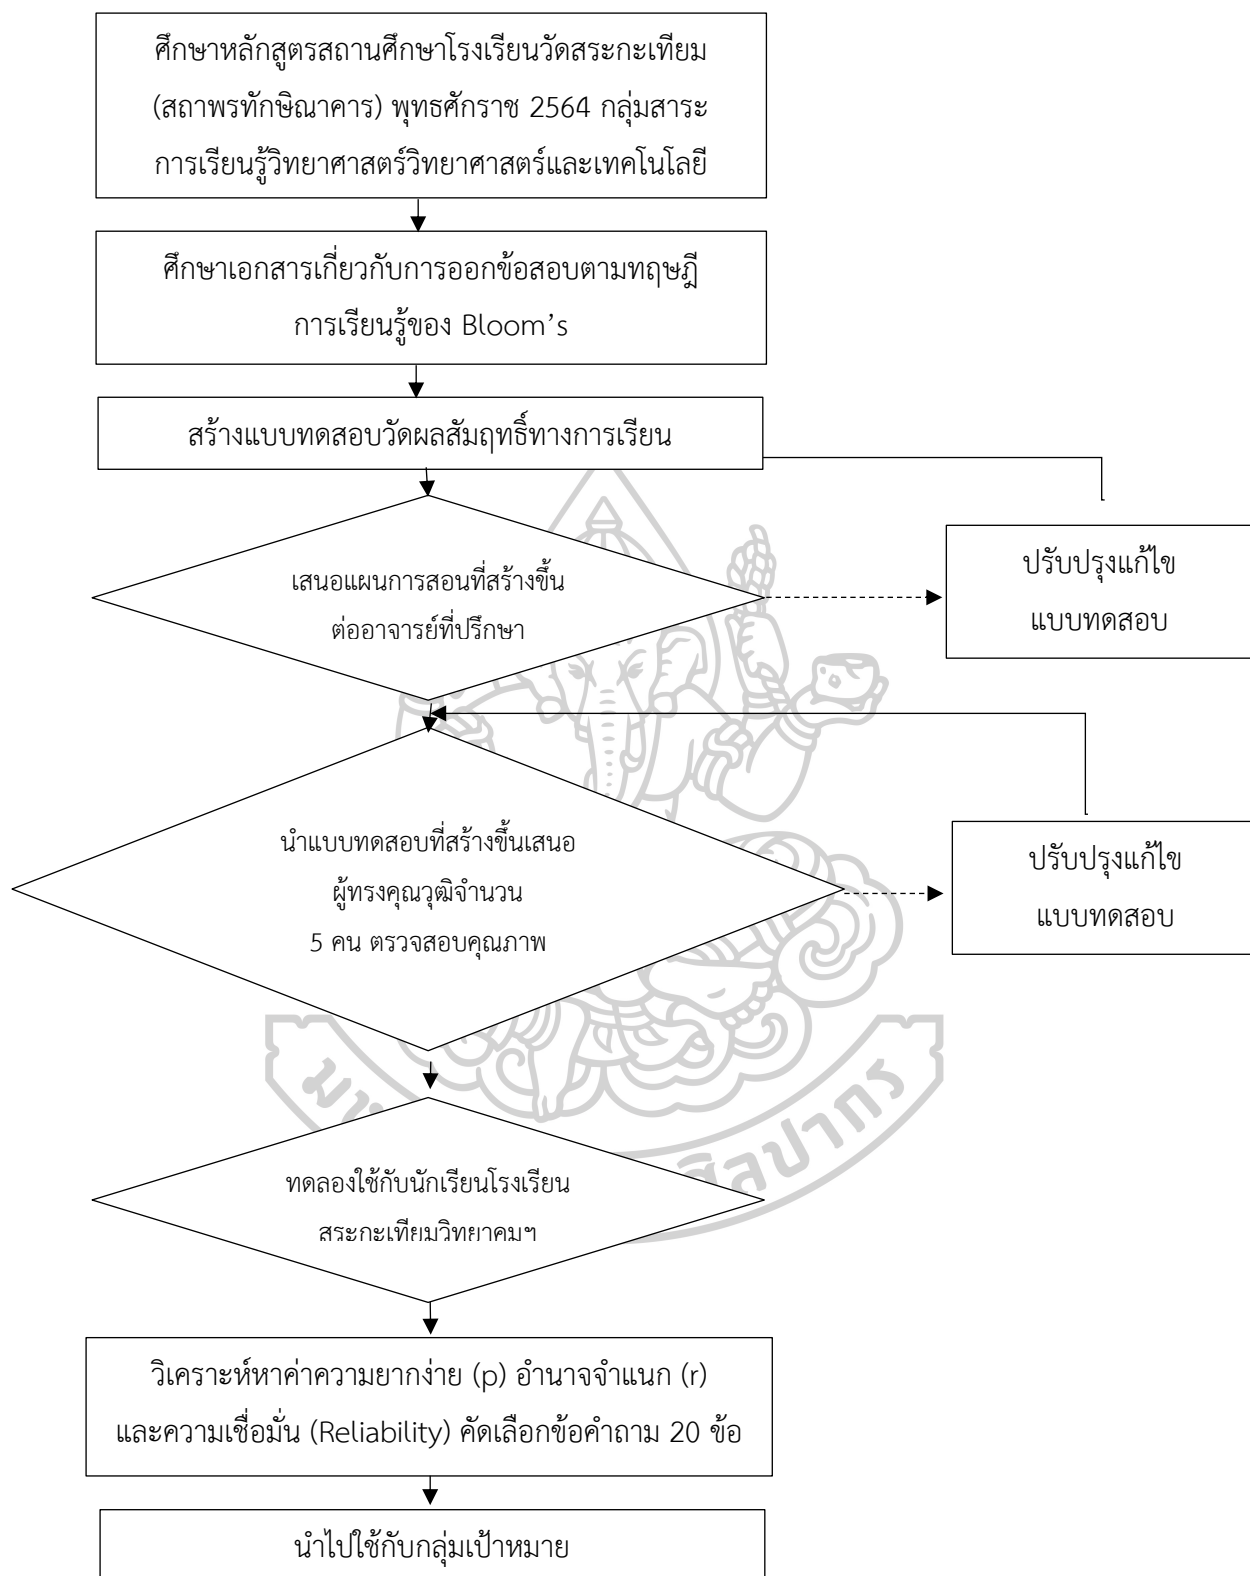 ศึกษาหลักสูตรสถานศึกษาโรงเรียนวัดสระกะเทียม
(สถาพรทักษิณาคาร) พุทธศักราช 2564 กลุ่มสาระ
การเรียนรู้วิทยาศาสตร์วิทยาศาสตร์และเทคโนโลยี
ศึกษาเอกสารเกี่ยวกับการออกข้อสอบตามทฤษฎี
การเรียนรู้ของ Bloom’s
สร้างแบบทดสอบวัดผลสัมฤทธิ์ทางการเรียน
เสนอแผนการสอนที่สร้างขึ้น
ต่ออาจารย์ที่ปรึกษา
ปรับปรุงแก้ไข
แบบทดสอบ
นำแบบทดสอบที่สร้างขึ้นเสนอ
ผู้ทรงคุณวุฒิจำนวน
5 คน ตรวจสอบคุณภาพ
ปรับปรุงแก้ไข
แบบทดสอบ
ทดลองใช้กับนักเรียนโรงเรียน
สระกะเทียมวิทยาคมฯ
ศิลปากร
วิเคราะห์หาค่าความยากง่าย (p) อำนาจจำแนก (r)
และความเชื่อมั่น (Reliability) คัดเลือกข้อคำถาม 20 ข้อ
นำไปใช้กับกลุ่มเป้าหมาย